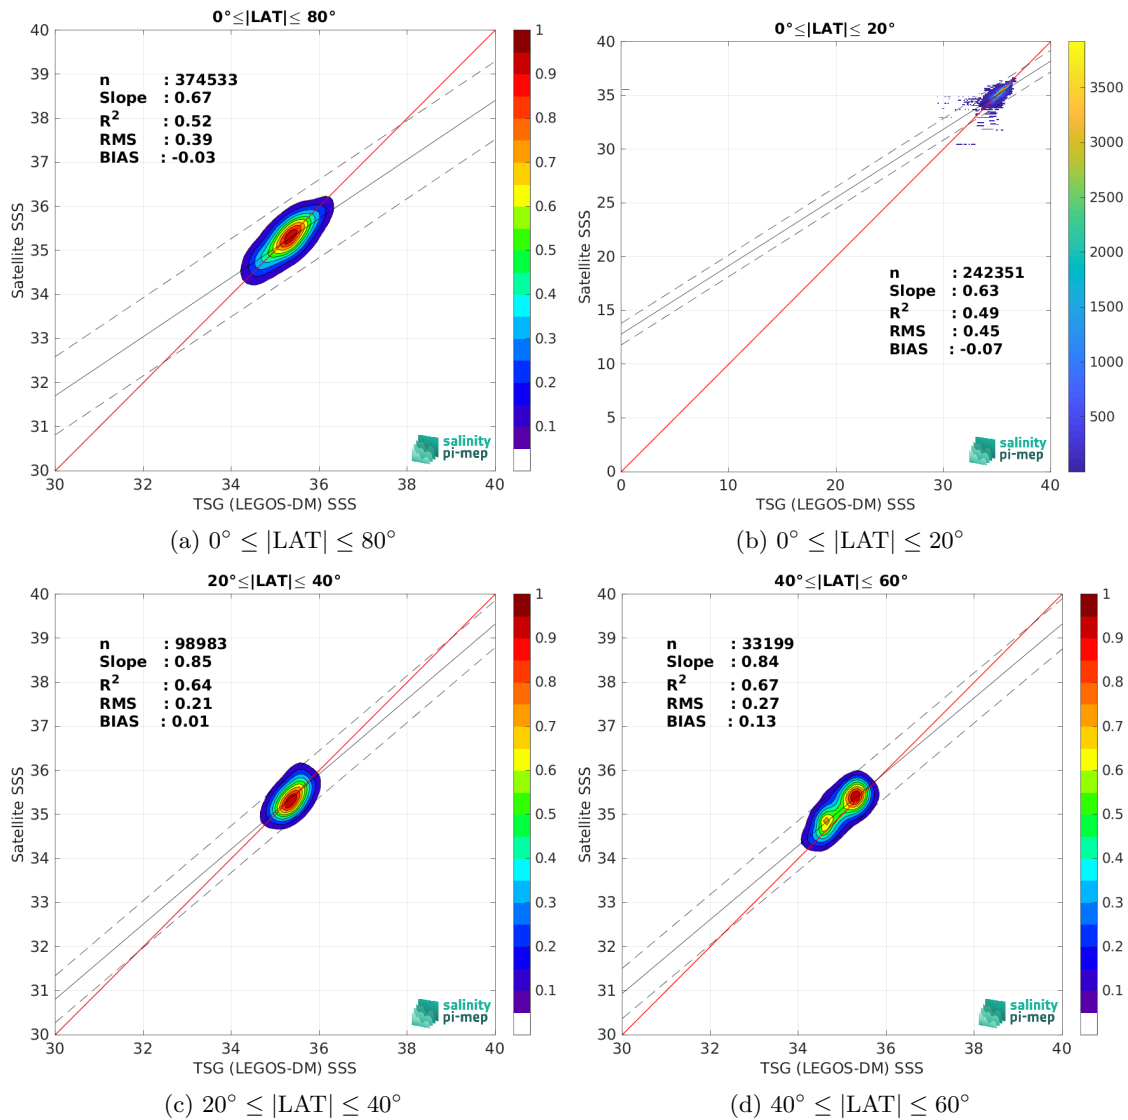 0°≤|LAT|≤ 80°
40
39
38
37
36
35
34
33
32
31
30
30
32
34
36
38
40
Satellite SSS
TSG (LEGOS-DM) SSS
n : 374533
Slope : 0.67
R² : 0.52
RMS : 0.39
BIAS : -0.03
1
0.9
0.8
0.7
0.6
0.5
0.4
0.3
0.2
0.1
salinity
pi-mep
(a) 0° ≤ |LAT| ≤ 80°
0°≤|LAT|≤ 20°
40
35
30
25
20
15
10
5
0
0
10
20
30
40
Satellite SSS
TSG (LEGOS-DM) SSS
n : 242351
Slope : 0.63
R² : 0.49
RMS : 0.45
BIAS : -0.07
3500
3000
2500
2000
1500
1000
500
salinity
pi-mep
(b) 0° ≤ |LAT| ≤ 20°
20°≤|LAT|≤ 40°
40
39
38
37
36
35
34
33
32
31
30
30
32
34
36
38
40
Satellite SSS
TSG (LEGOS-DM) SSS
n : 98983
Slope : 0.85
R² : 0.64
RMS : 0.21
BIAS : 0.01
1
0.9
0.8
0.7
0.6
0.5
0.4
0.3
0.2
0.1
salinity
pi-mep
(c) 20° ≤ |LAT| ≤ 40°
40°≤|LAT|≤ 60°
40
39
38
37
36
35
34
33
32
31
30
30
32
34
36
38
40
Satellite SSS
TSG (LEGOS-DM) SSS
n : 33199
Slope : 0.84
R² : 0.67
RMS : 0.27
BIAS : 0.13
1
0.9
0.8
0.7
0.6
0.5
0.4
0.3
0.2
0.1
salinity
pi-mep
(d) 40° ≤ |LAT| ≤ 60°